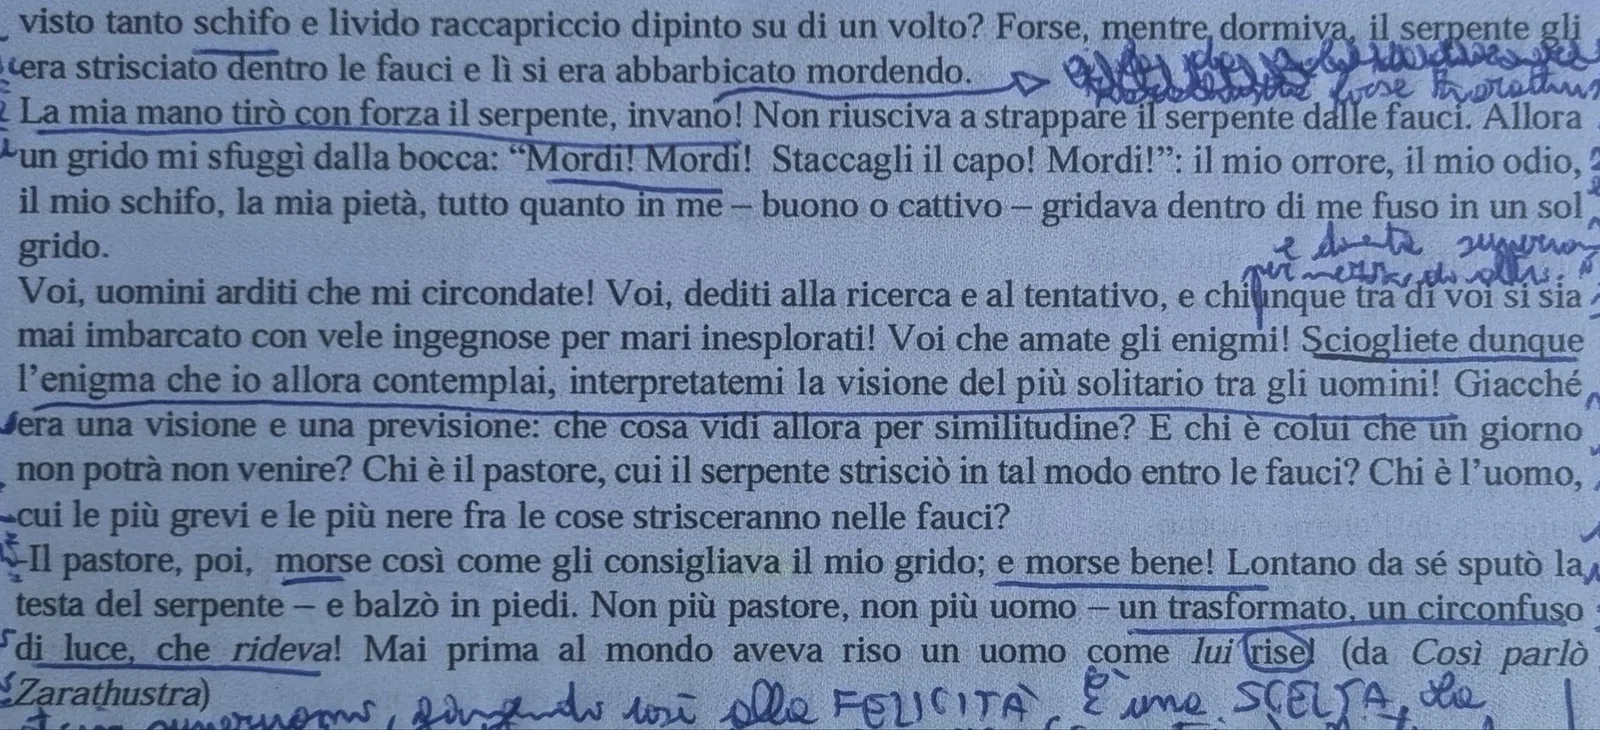 visto tanto schifo e livido raccapriccio dipinto su di un volto? Forse, mentre dormiva, il serpente gli
era strisciato dentro le fauci e lì si era abbarbicato mordendo.
forse
La mia mano tirò con forza il serpente, invano! Non riusciva a strappare il serpente dalle fauci. Allora
un grido mi sfuggì dalla bocca: “Mordi! Mordi!  Staccagli il capo! Mordi!”: il mio orrore, il mio odio,
il mio schifo, la mia pietà, tutto quanto in me – buono o cattivo – gridava dentro di me fuso in un sol
grido.
e diventa
per
Voi, uomini arditi che mi circondate! Voi, dediti alla ricerca e al tentativo, e chiunque tra di voi si sia
mai imbarcato con vele ingegnose per mari inesplorati! Voi che amate gli enigmi! Sciogliete dunque
l’enigma che io allora contemplai, interpretatemi la visione del più solitario tra gli uomini! Giacché
era una visione e una previsione: che cosa vidi allora per similitudine? E chi è colui che un giorno
non potrà non venire? Chi è il pastore, cui il serpente strisciò in tal modo entro le fauci? Chi è l’uomo,
cui le più grevi e le più nere fra le cose strisceranno nelle fauci?
-Il pastore, poi,  morse così come gli consigliava il mio grido; e morse bene! Lontano da sé sputò la
testa del serpente – e balzò in piedi. Non più pastore, non più uomo – un trasformato, un circonfuso
di luce, che rideva! Mai prima al mondo aveva riso un uomo come lui rise! (da Così parlò
Zarathustra)
così alla FELICITÀ. È una SCELTA, che